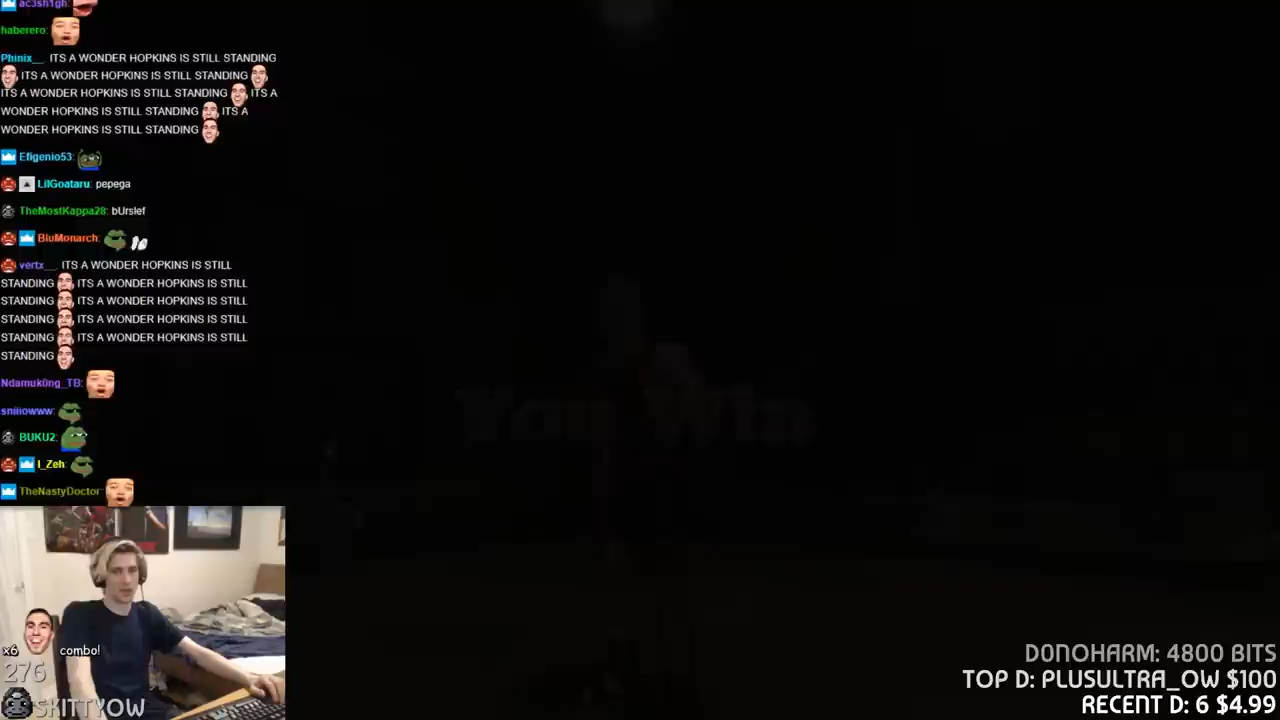 ac3sh1gh:
haberero:
Phinix__ ITS A WONDER HOPKINS IS STILL STANDING
ITS A WONDER HOPKINS IS STILL STANDING
ITS A WONDER HOPKINS IS STILL STANDING ITS A
WONDER HOPKINS IS STILL STANDING ITS A
WONDER HOPKINS IS STILL STANDING
Efigenio53:
LilGoataru: pepega
TheMostKappa28: bUrslef
BluMonarch:
vertx__ ITS A WONDER HOPKINS IS STILL
STANDING ITS A WONDER HOPKINS IS STILL
STANDING ITS A WONDER HOPKINS IS STILL
STANDING ITS A WONDER HOPKINS IS STILL
STANDING ITS A WONDER HOPKINS IS STILL
STANDING
Ndamuk0ng_TB:
sniiiowww:
BUKU2:
I_Zeh:
TheNastyDoctor:
You Win
x6 combo!
276
SKITTYOW
DONOHARM: 4800 BITS
TOP D: PLUSULTRA_OW $100
RECENT D: 6 $4.99